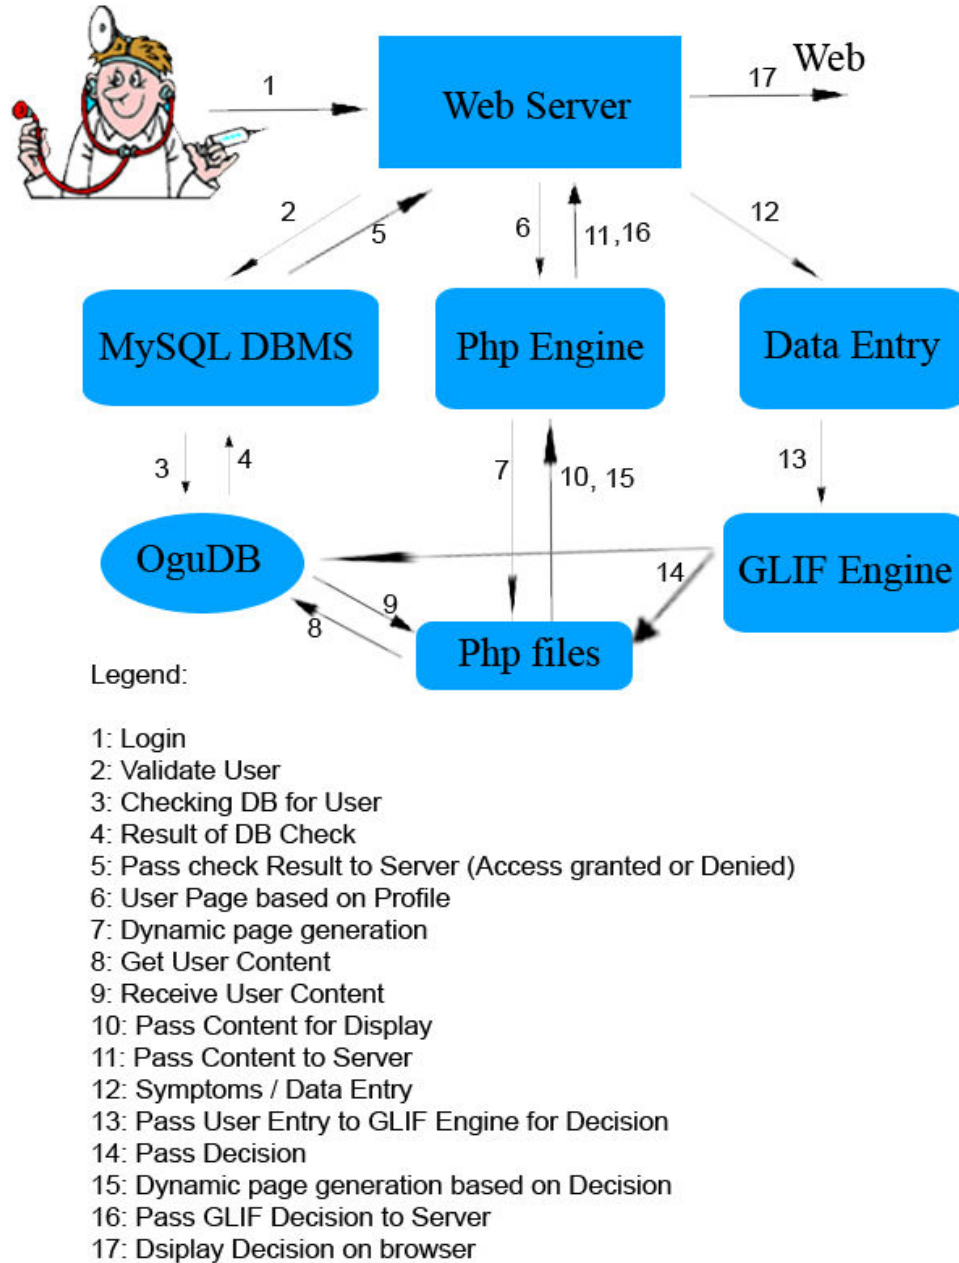 1
Web Server
17
Web
2
5
6
11,16
12
MySQL DBMS
Php Engine
Data Entry
3
4
7
10, 15
13
OguDB
GLIF Engine
14
9
8
Php files
Legend:
1: Login
2: Validate User
3: Checking DB for User
4: Result of DB Check
5: Pass check Result to Server (Access granted or Denied)
6: User Page based on Profile
7: Dynamic page generation
8: Get User Content
9: Receive User Content
10: Pass Content for Display
11: Pass Content to Server
12: Symptoms / Data Entry
13: Pass User Entry to GLIF Engine for Decision
14: Pass Decision
15: Dynamic page generation based on Decision
16: Pass GLIF Decision to Server
17: Dsiplay Decision on browser